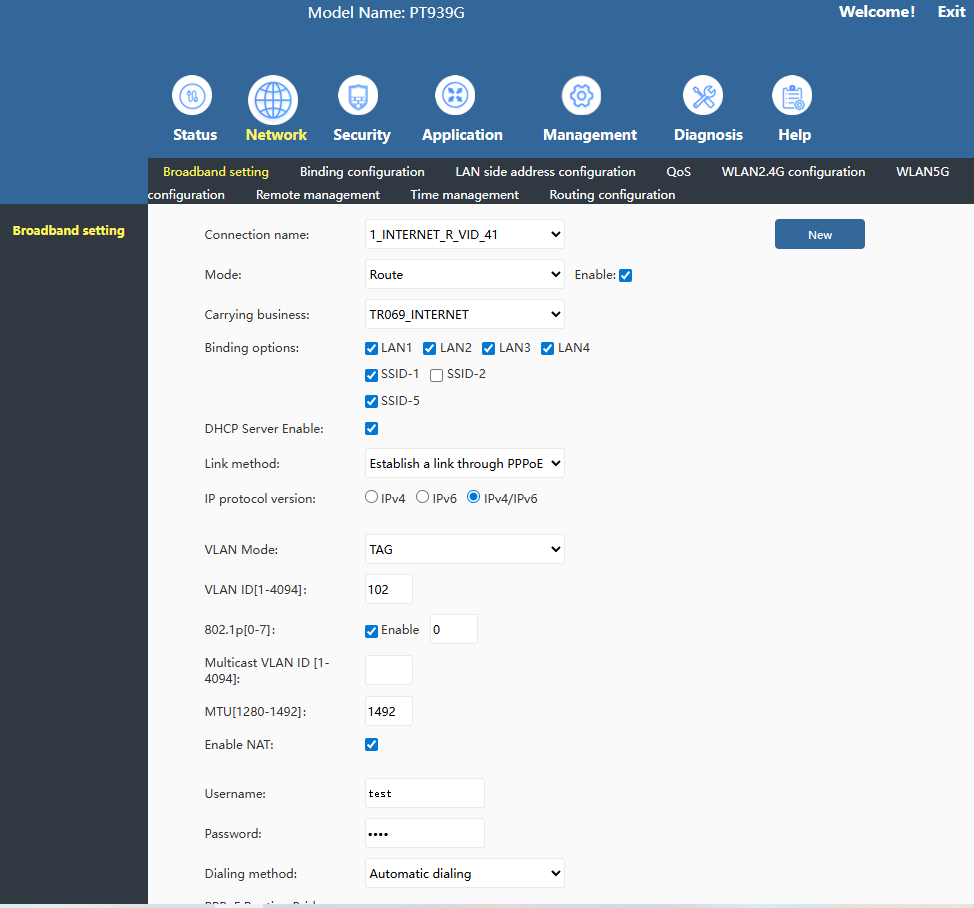 Model Name: PT939G
Welcome! Exit
Status Network Security Application Management Diagnosis Help
Broadband setting Binding configuration LAN side address configuration QoS WLAN2.4G configuration WLAN5G
configuration Remote management Time management Routing configuration
Broadband setting
Connection name: 1_INTERNET_R_VID_41 New
Mode: Route Enable:
Carrying business: TR069_INTERNET
Binding options: LAN1 LAN2 LAN3 LAN4
SSID-1 SSID-2
SSID-5
DHCP Server Enable:
Link method: Establish a link through PPPoE
IP protocol version: IPv4 IPv6 IPv4/IPv6
VLAN Mode: TAG
VLAN ID[1-4094]: 102
802.1p[0-7]: Enable 0
Multicast VLAN ID [1-
4094]:
MTU[1280-1492]: 1492
Enable NAT:
Username: test
Password: ••••
Dialing method: Automatic dialing